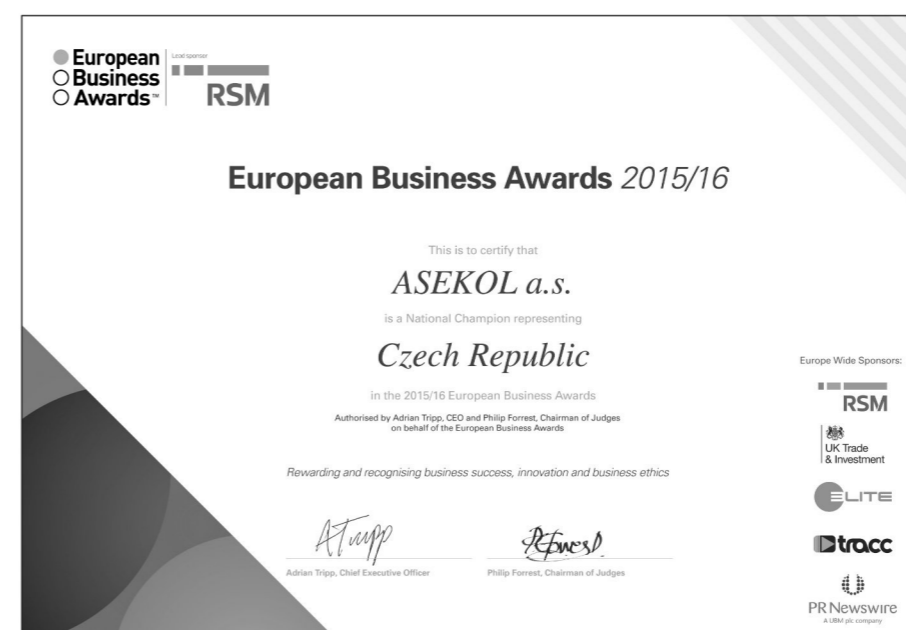 European
Business
Awards™
Lead sponsor
RSM
European Business Awards 2015/16
This is to certify that
ASEKOL a.s.
is a National Champion representing
Czech Republic
in the 2015/16 European Business Awards
Authorised by Adrian Tripp, CEO and Philip Forrest, Chairman of Judges
on behalf of the European Business Awards
Rewarding and recognising business success, innovation and business ethics
Adrian Tripp, Chief Executive Officer
Philip Forrest, Chairman of Judges
Europe Wide Sponsors:
RSM
UK Trade
& Investment
ELITE
tracc
PR Newswire
A UBM plc company